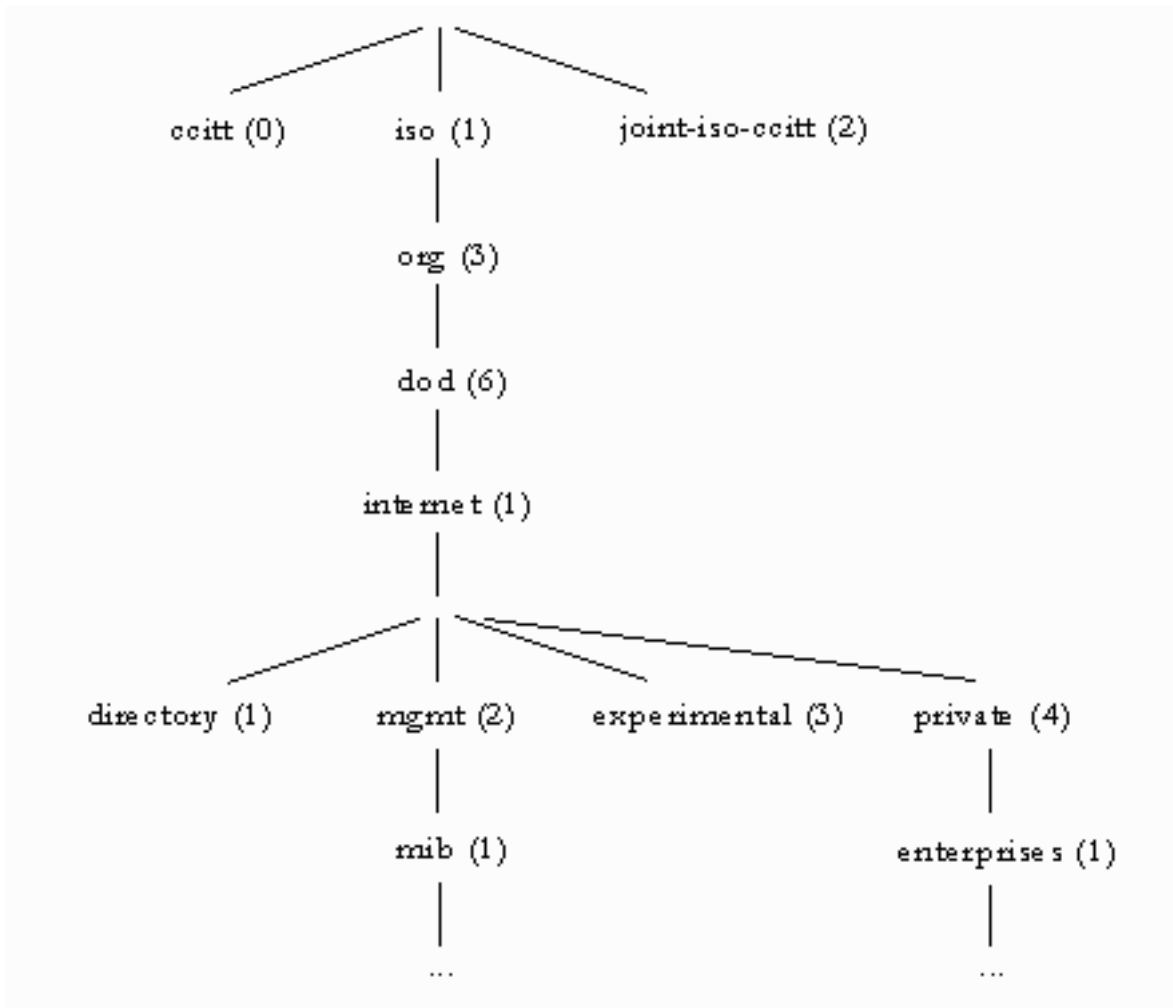 ccitt (0) iso (1) joint-iso-ccitt (2)
org (3)
dod (6)
internet (1)
directory (1) mgmt (2) experimental (3) private (4)
mib (1) enterprises (1)
... ...